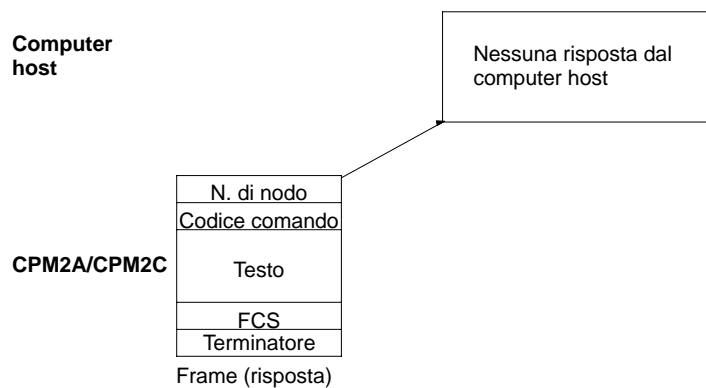 Computer
host
Nessuna risposta dal
computer host
N. di nodo
Codice comando
CPM2A/CPM2C
Testo
FCS
Terminatore
Frame (risposta)